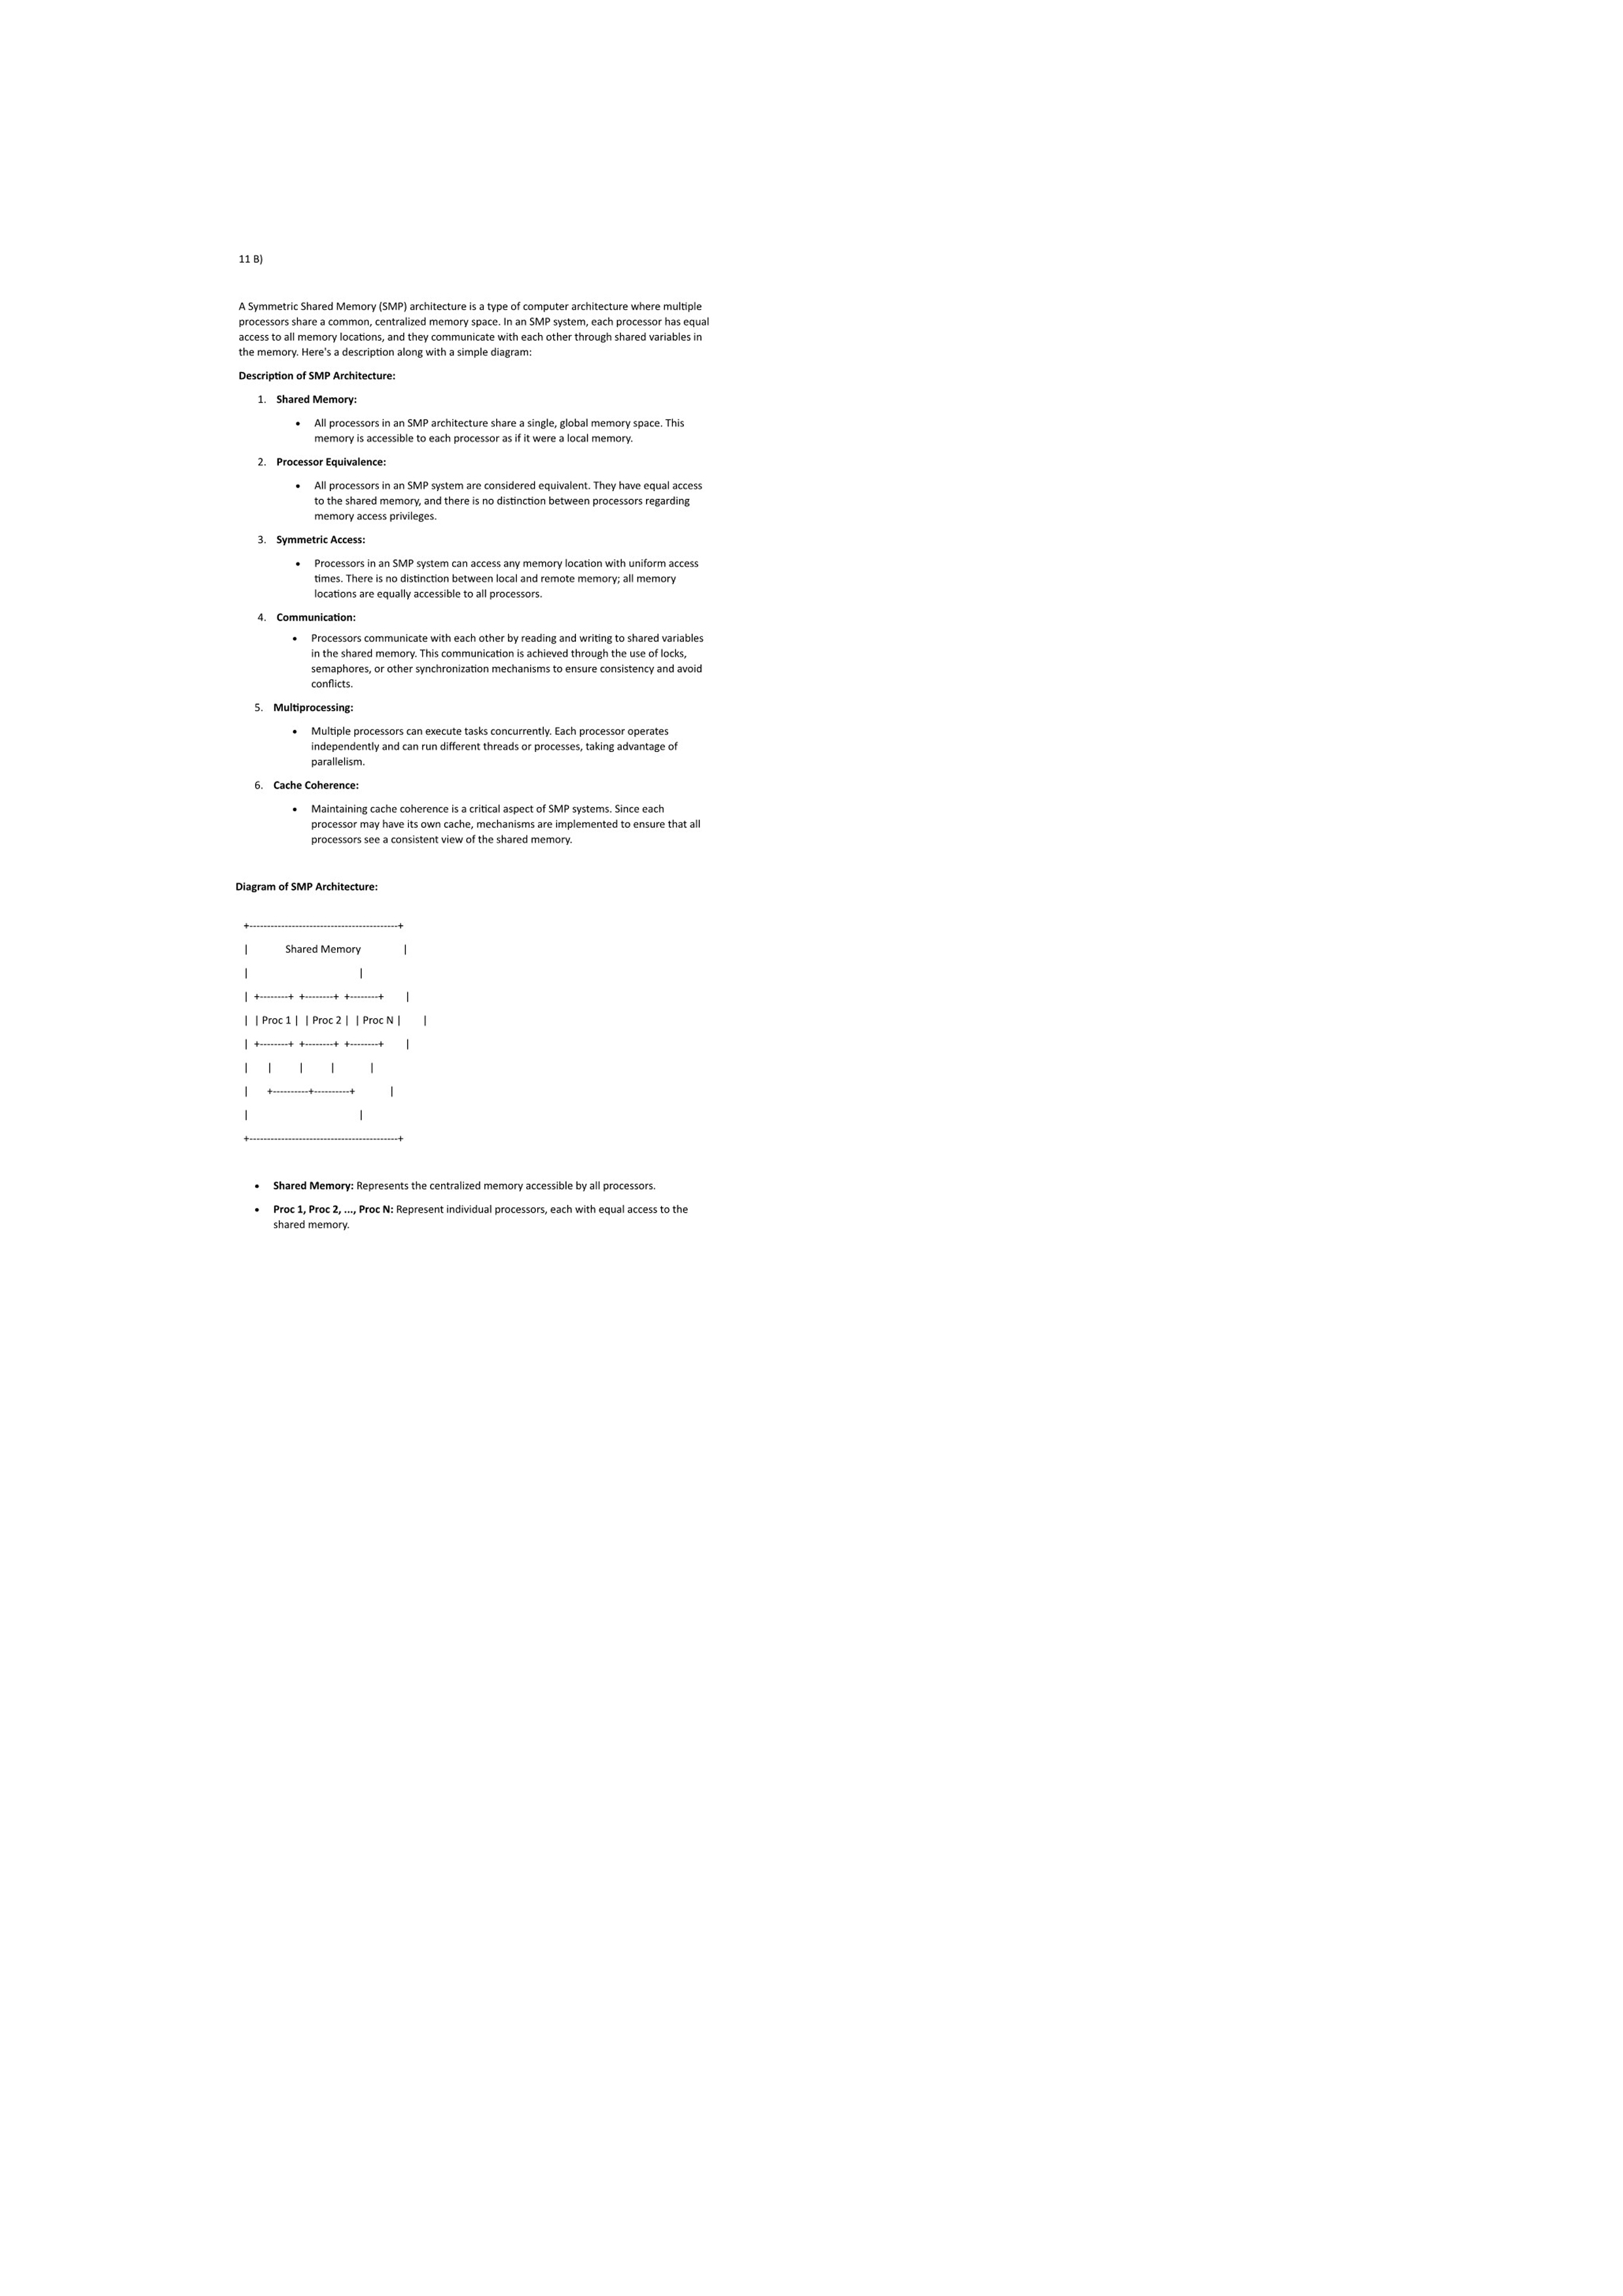 11 B)
A Symmetric Shared Memory (SMP) architecture is a type of computer architecture where multiple
processors share a common, centralized memory space. In an SMP system, each processor has equal
access to all memory locations, and they communicate with each other through shared variables in
the memory. Here's a description along with a simple diagram:
Description of SMP Architecture:
1. Shared Memory:
• All processors in an SMP architecture share a single, global memory space. This
memory is accessible to each processor as if it were a local memory.
2. Processor Equivalence:
• All processors in an SMP system are considered equivalent. They have equal access
to the shared memory, and there is no distinction between processors regarding
memory access privileges.
3. Symmetric Access:
• Processors in an SMP system can access any memory location with uniform access
times. There is no distinction between local and remote memory; all memory
locations are equally accessible to all processors.
4. Communication:
• Processors communicate with each other by reading and writing to shared variables
in the shared memory. This communication is achieved through the use of locks,
semaphores, or other synchronization mechanisms to ensure consistency and avoid
conflicts.
5. Multiprocessing:
• Multiple processors can execute tasks concurrently. Each processor operates
independently and can run different threads or processes, taking advantage of
parallelism.
6. Cache Coherence:
• Maintaining cache coherence is a critical aspect of SMP systems. Since each
processor may have its own cache, mechanisms are implemented to ensure that all
processors see a consistent view of the shared memory.
Diagram of SMP Architecture:
+------------------------------------------+
|            Shared Memory              |
|                                    |
|  +--------+  +--------+  +--------+       |
|  | Proc 1 |  | Proc 2 |  | Proc N |       |
|  +--------+  +--------+  +--------+       |
|      |         |         |            |
|      +----------+----------+            |
|                                    |
+------------------------------------------+
• Shared Memory: Represents the centralized memory accessible by all processors.
• Proc 1, Proc 2, ..., Proc N: Represent individual processors, each with equal access to the
shared memory.